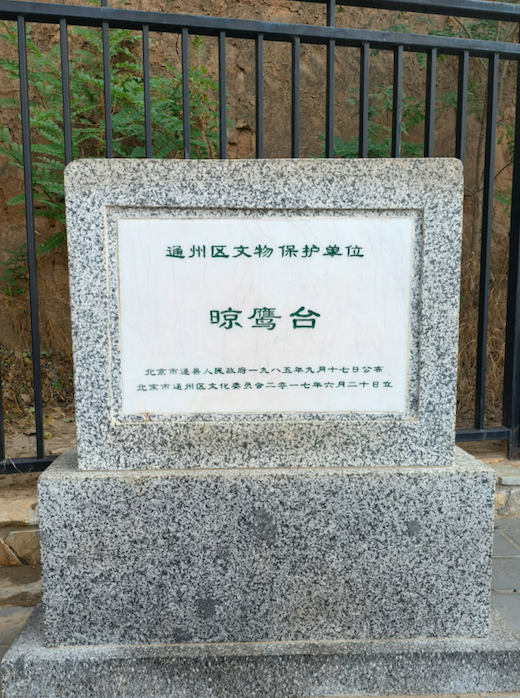 通州区文物保护单位
晾鹰台
北京市通县人民政府一九八五年九月十七日公布
北京市通州区文化委员会二零一七年六月二十日立